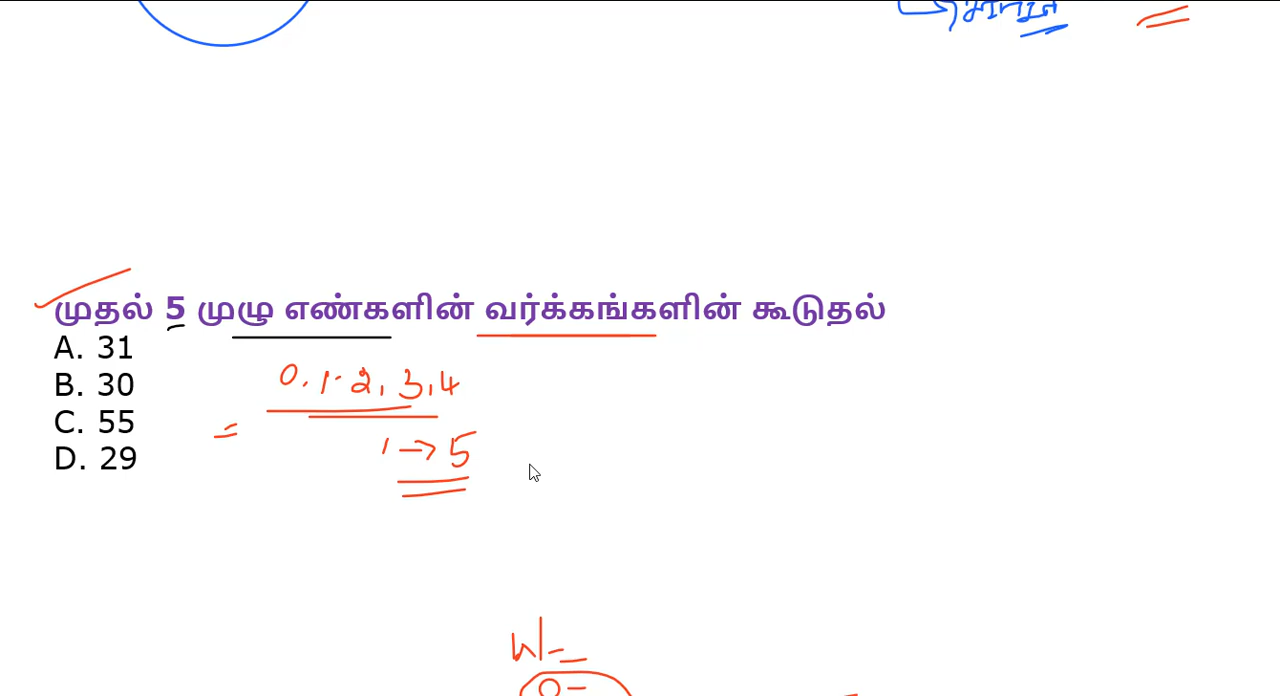 முதல் 5 முழு எண்களின் வர்க்கங்களின் கூடுதல்
A. 31
B. 30
C. 55
D. 29
0, 1, 2, 3, 4
=
1 → 5
W -
0 -